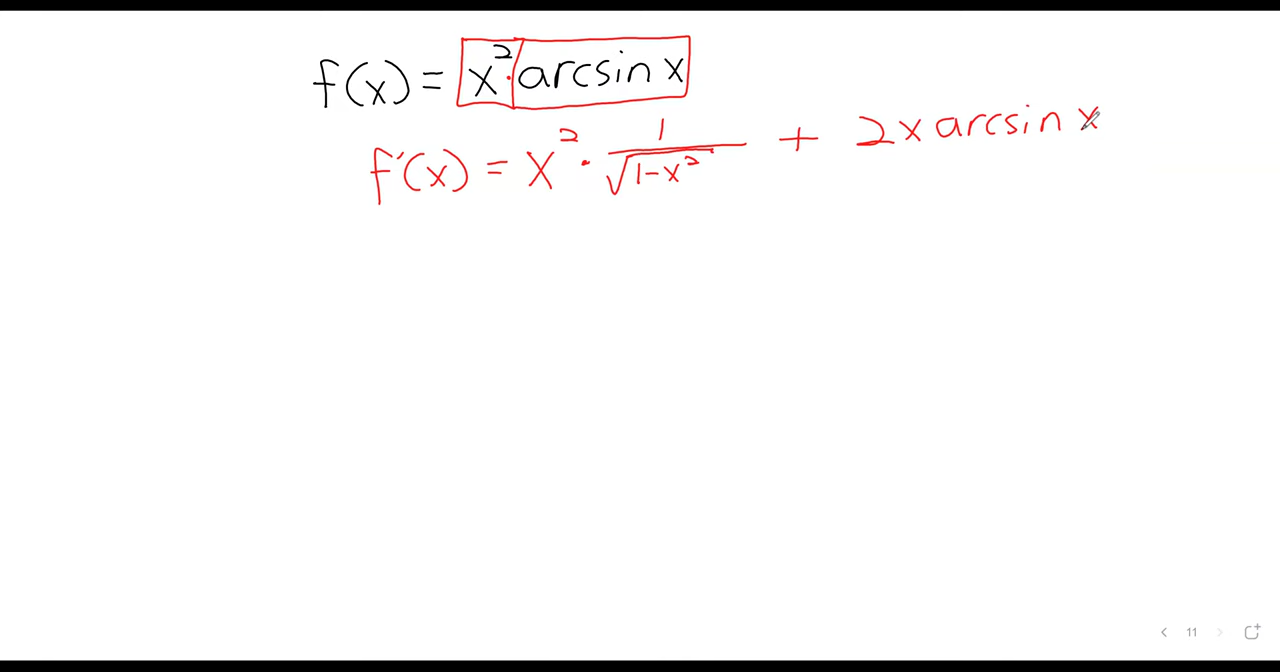 f(x) = x² · arcsin x
f'(x) = x² · 1/√(1-x²) + 2x arcsin x
11